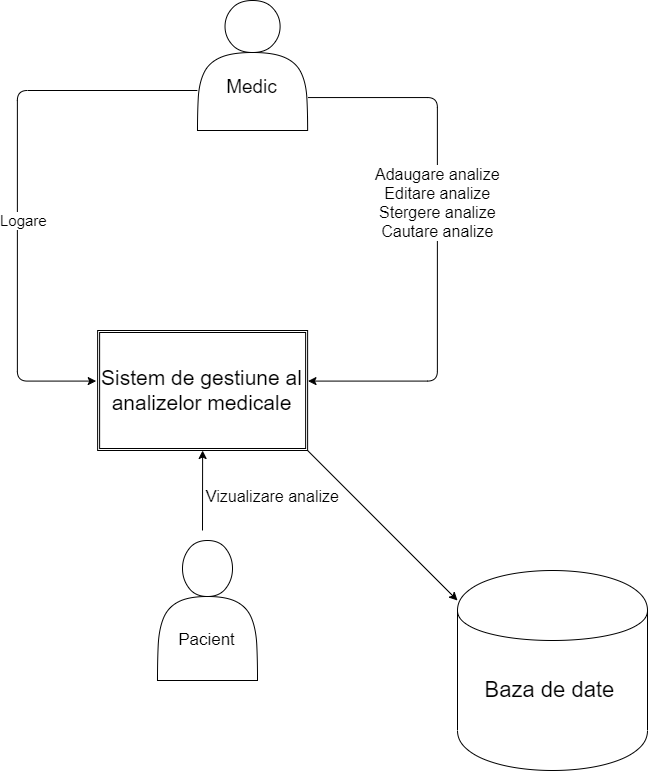 Medic
Adaugare analize
Editare analize
Stergere analize
Cautare analize
Logare
Sistem de gestiune al
analizelor medicale
Vizualizare analize
Pacient
Baza de date